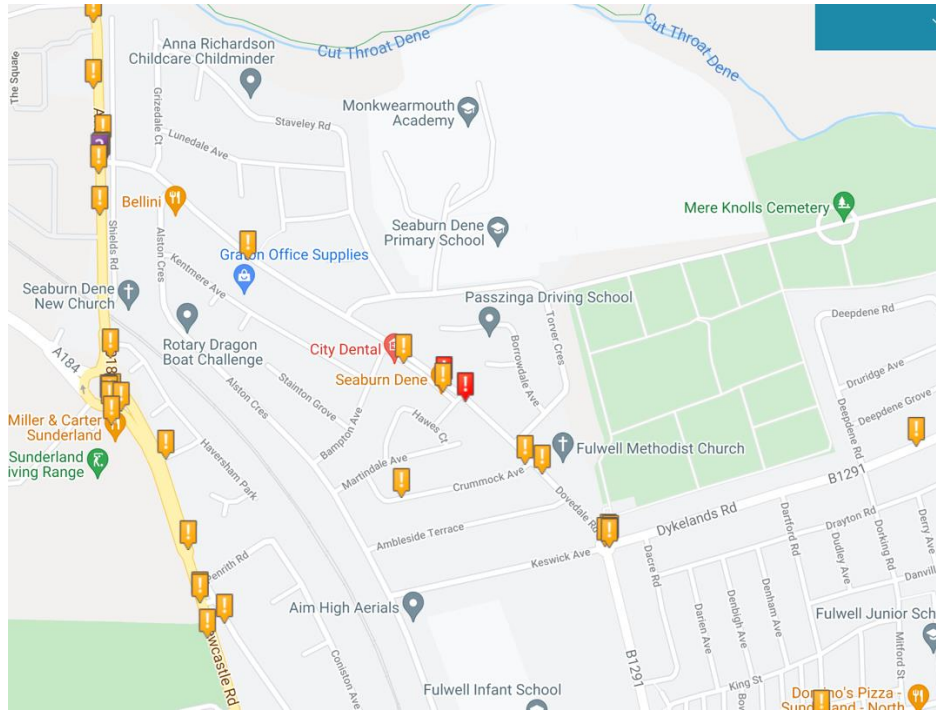 Cut Throat Dene
Cut Throat Dene
Anna Richardson
Childcare Childminder
The Square
Grizedale Ct
Staveley Rd
Monkwearmouth
Academy
Lunedale Ave
Bellini
Mere Knolls Cemetery
Seaburn Dene
Primary School
Shields Rd
Alston Cres
Kentmere Ave
Graton Office Supplies
Seaburn Dene
New Church
Passzinga Driving School
Deepdene Rd
Torver Cres
Borrowdale Ave
A184
Rotary Dragon
Boat Challenge
City Dental
Druridge Ave
Seaburn Dene
Stainton Grove
Alston Cres
Bampton Ave
Deepdene Rd
Deepdene Grove
Miller & Carter
Sunderland
Hawes Ct
Sunderland
iving Range
Haversham Park
Martindale Ave
Fulwell Methodist Church
Crummock Ave
B1291
Dovedale Rd
Dykelands Rd
Ambleside Terrace
Drayton Rd
Derry Ave
Dartford Rd
Dudley Ave
Dorking Rd
Keswick Ave
Dacre Rd
Penrith Rd
Danvill
Denham Ave
Denbigh Ave
Darien Ave
Aim High Aerials
Fulwell Junior Sch
Mitford St
wcastle Rd
Coniston Ave
B1291
King St
Fulwell Infant School
Domino's Pizza -
Sunderland - North